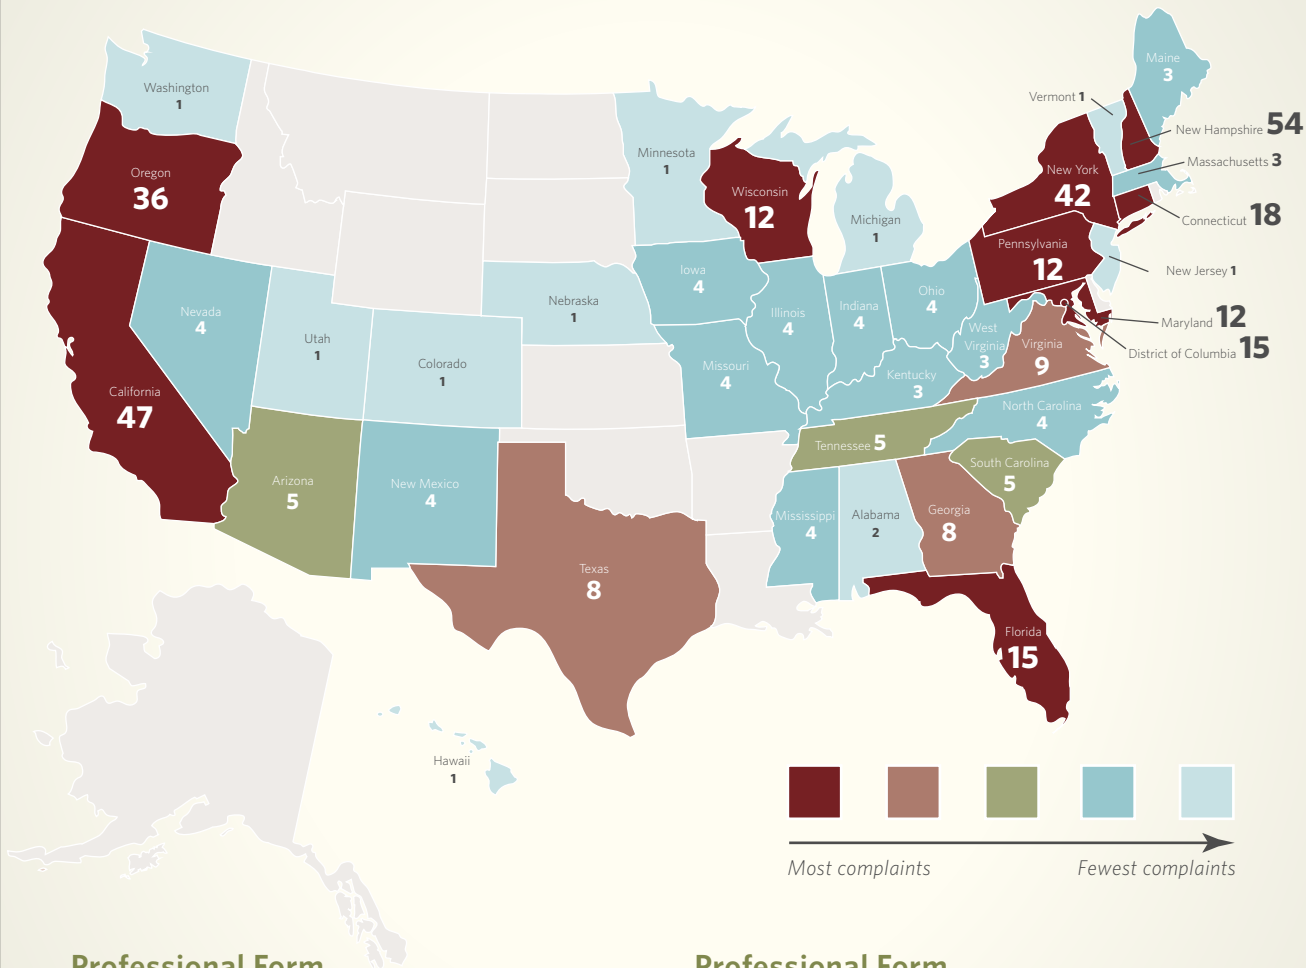 Washington
1
Oregon
36
California
47
Nevada
4
Utah
1
Colorado
1
Arizona
5
New Mexico
4
Texas
8
Nebraska
1
Minnesota
1
Iowa
4
Missouri
4
Wisconsin
12
Illinois
4
Michigan
1
Indiana
4
Ohio
4
Kentucky
3
West
Virginia
3
Virginia
9
Tennessee 5
North Carolina
4
South Carolina
5
Mississippi
4
Alabama
2
Georgia
8
Florida
15
Pennsylvania
12
New York
42
Maine
3
Vermont 1
New Hampshire 54
Massachusetts 3
Connecticut 18
New Jersey 1
Maryland 12
District of Columbia 15
Hawaii
1
Most complaints
Fewest complaints
Professional Form
Professional Form